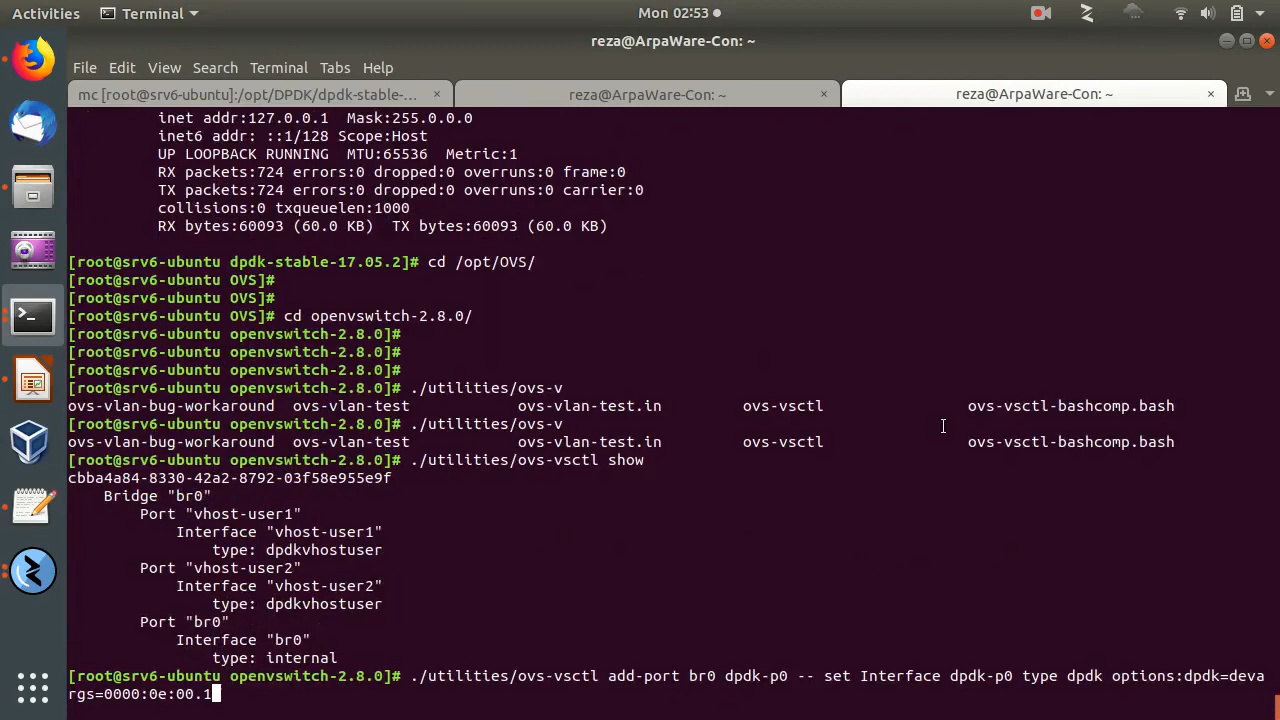 Activities
Terminal
Mon 02:53
reza@ArpaWare-Con: ~
File Edit View Search Terminal Tabs Help
mc [root@srv6-ubuntu]:/opt/DPDK/dpdk-stable-...
reza@ArpaWare-Con: ~
reza@ArpaWare-Con: ~
inet addr:127.0.0.1 Mask:255.0.0.0
inet6 addr: ::1/128 Scope:Host
UP LOOPBACK RUNNING MTU:65536 Metric:1
RX packets:724 errors:0 dropped:0 overruns:0 frame:0
TX packets:724 errors:0 dropped:0 overruns:0 carrier:0
collisions:0 txqueuelen:1000
RX bytes:60093 (60.0 KB) TX bytes:60093 (60.0 KB)
[root@srv6-ubuntu dpdk-stable-17.05.2]# cd /opt/OVS/
[root@srv6-ubuntu OVS]#
[root@srv6-ubuntu OVS]#
[root@srv6-ubuntu OVS]# cd openvswitch-2.8.0/
[root@srv6-ubuntu openvswitch-2.8.0]#
[root@srv6-ubuntu openvswitch-2.8.0]#
[root@srv6-ubuntu openvswitch-2.8.0]#
[root@srv6-ubuntu openvswitch-2.8.0]# ./utilities/ovs-v
ovs-vlan-bug-workaround ovs-vlan-test ovs-vlan-test.in ovs-vsctl ovs-vsctl-bashcomp.bash
[root@srv6-ubuntu openvswitch-2.8.0]# ./utilities/ovs-v
ovs-vlan-bug-workaround ovs-vlan-test ovs-vlan-test.in ovs-vsctl ovs-vsctl-bashcomp.bash
[root@srv6-ubuntu openvswitch-2.8.0]# ./utilities/ovs-vsctl show
cbba4a84-8330-42a2-8792-03f58e955e9f
Bridge "br0"
Port "vhost-user1"
Interface "vhost-user1"
type: dpdkvhostuser
Port "vhost-user2"
Interface "vhost-user2"
type: dpdkvhostuser
Port "br0"
Interface "br0"
type: internal
[root@srv6-ubuntu openvswitch-2.8.0]# ./utilities/ovs-vsctl add-port br0 dpdk-p0 -- set Interface dpdk-p0 type dpdk options:dpdk=deva
rgs=0000:0e:00.1